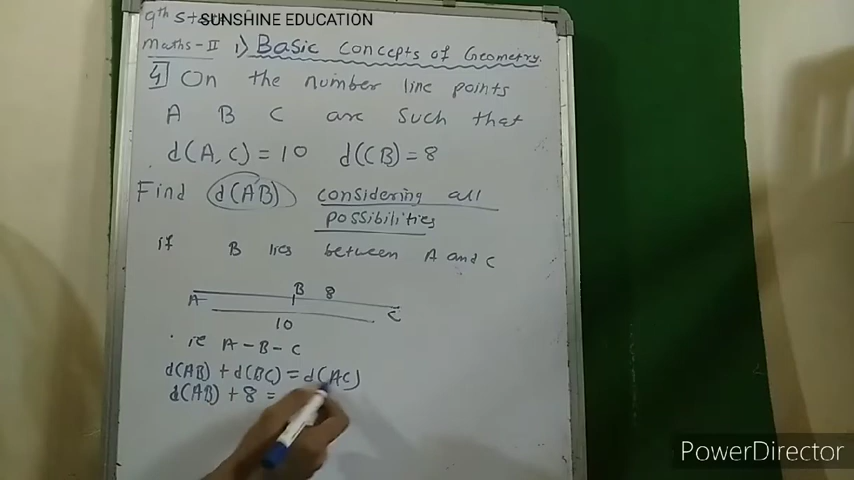 9th St
SUNSHINE EDUCATION
Maths-II 1) Basic concepts of Geometry.
4] On the number line points
A B C are such that
d(A,C) = 10 d(CB) = 8
Find d(AB) considering all
possibilities
if B lies between A and C
A B 8 C
10
ie A - B - C
d(AB) + d(BC) = d(AC)
d(AB) + 8 =
PowerDirector